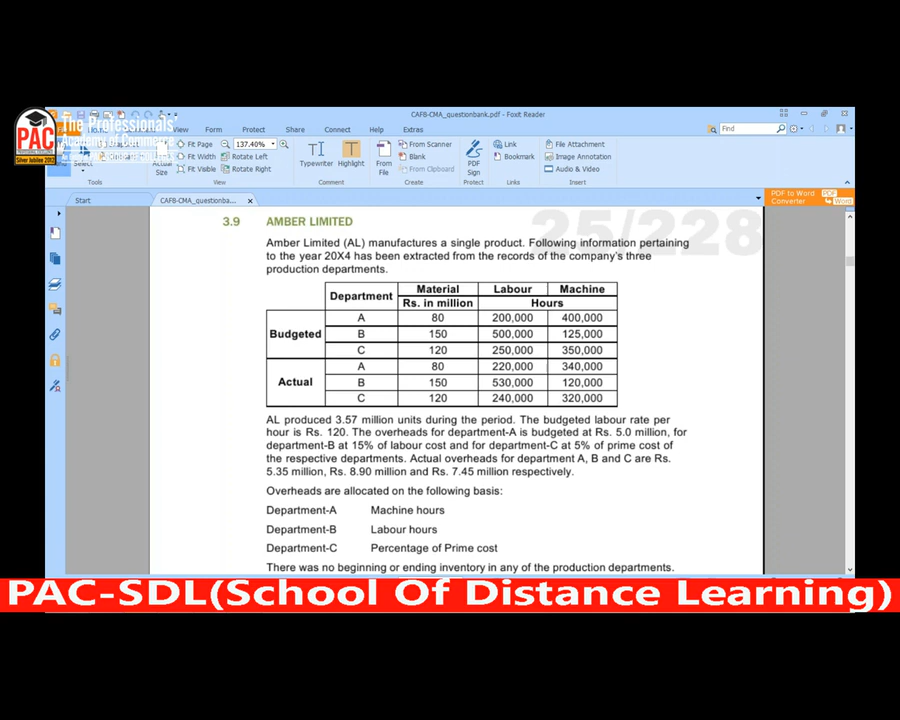 CAF8-CMA_questionbank.pdf - Foxit Reader
The Professionals'
Academy of Commerce
PAC
Silver Jubilee 2012
View Form Protect Share Connect Help Extras
Find
Fit Page 137.40% From Scanner Link File Attachment
Fit Width Rotate Left Blank Bookmark Image Annotation
Fit Visible Rotate Right From Clipboard Audio & Video
Select Actual Size Typewriter Highlight From File PDF Sign
Tools View Comment Create Protect Links Insert
Start CAF8-CMA_questionba...
PDF to Word Converter PDF Word
25/228
3.9 AMBER LIMITED
Amber Limited (AL) manufactures a single product. Following information pertaining
to the year 20X4 has been extracted from the records of the company's three
production departments.
Department Material Labour Machine
Rs. in million Hours
Budgeted
A 80 200,000 400,000
B 150 500,000 125,000
C 120 250,000 350,000
Actual
A 80 220,000 340,000
B 150 530,000 120,000
C 120 240,000 320,000
AL produced 3.57 million units during the period. The budgeted labour rate per
hour is Rs. 120. The overheads for department-A is budgeted at Rs. 5.0 million, for
department-B at 15% of labour cost and for department-C at 5% of prime cost of
the respective departments. Actual overheads for department A, B and C are Rs.
5.35 million, Rs. 8.90 million and Rs. 7.45 million respectively.
Overheads are allocated on the following basis:
Department-A Machine hours
Department-B Labour hours
Department-C Percentage of Prime cost
There was no beginning or ending inventory in any of the production departments.
PAC-SDL(School Of Distance Learning)